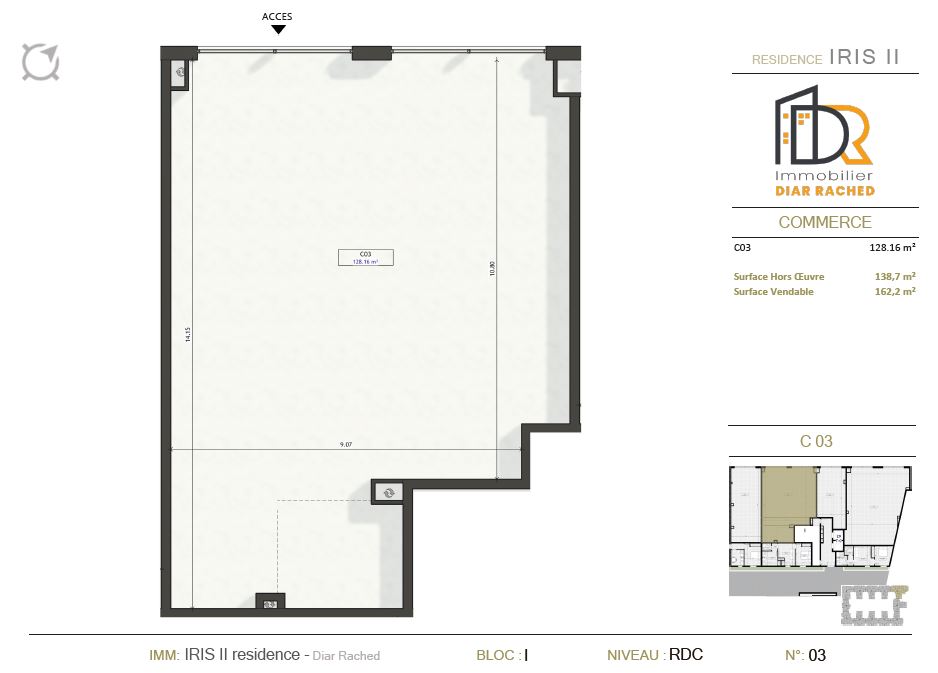 ACCES
RESIDENCE IRIS II
DR
Immobilier
DIAR RACHED
COMMERCE
C03 128.16 m²
Surface Hors Œuvre 138,7 m²
Surface Vendable 162,2 m²
C03
128.16 m²
10.80
14.15
9.07
C 03
IMM: IRIS II residence - Diar Rached
BLOC : I
NIVEAU : RDC
N°: 03